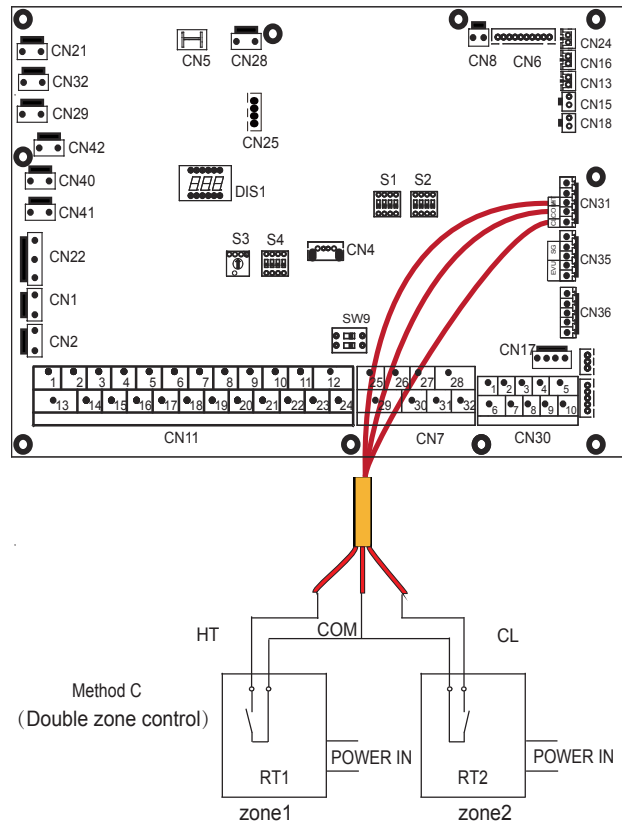 CN21
CN32
CN29
CN42
CN40
CN41
CN22
CN1
CN2
CN5
CN28
CN25
DIS1
S3
S4
CN4
S1
S2
SW9
CN8
CN6
CN24
CN16
CN13
CN15
CN18
CN31
SG
EVU
CN35
CN36
CN17
1 2 3 4 5 6 7 8 9 10 11 12
13 14 15 16 17 18 19 20 21 22 23 24
CN11
25 26 27 28
29 30 31 32
CN7
1 2 3 4 5
6 7 8 9 10
CN30
HT
COM
CL
Method C
(Double zone control)
RT1
POWER IN
zone1
RT2
POWER IN
zone2